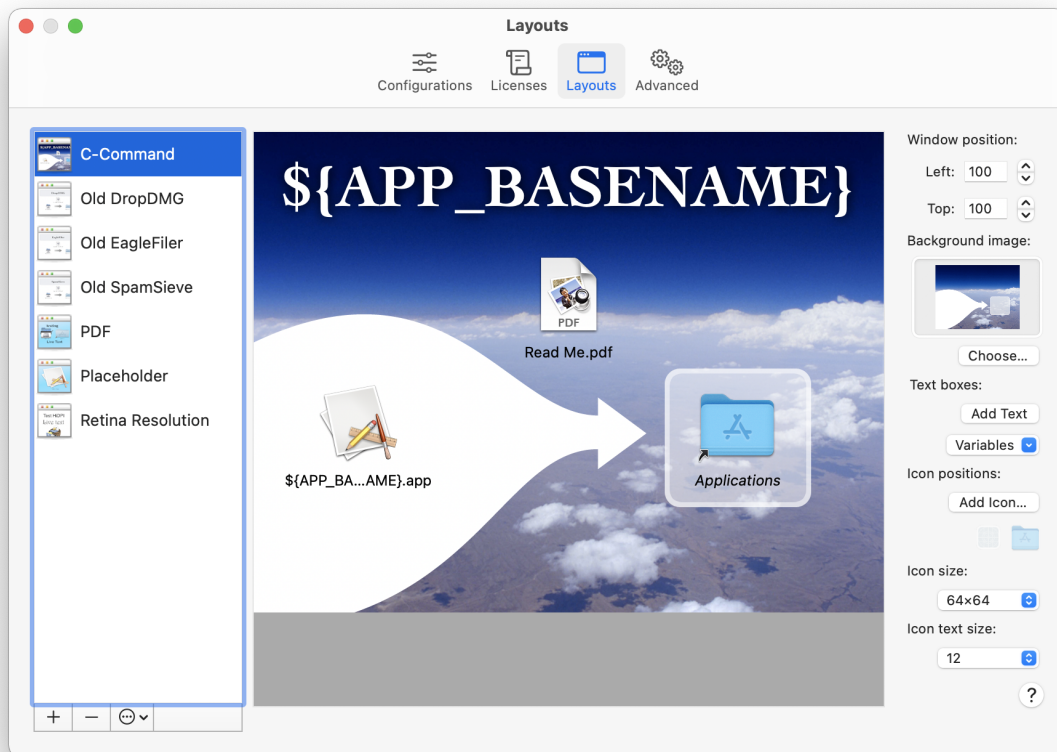 Layouts
Configurations
Licenses
Layouts
Advanced
C-Command
Old DropDMG
Old EagleFiler
Old SpamSieve
PDF
Placeholder
Retina Resolution
${APP_BASENAME}
PDF
Read Me.pdf
${APP_BA...AME}.app
Applications
Window position:
Left: 100
Top: 100
Background image:
Choose...
Text boxes:
Add Text
Variables
Icon positions:
Add Icon...
Icon size:
64×64
Icon text size:
12
?